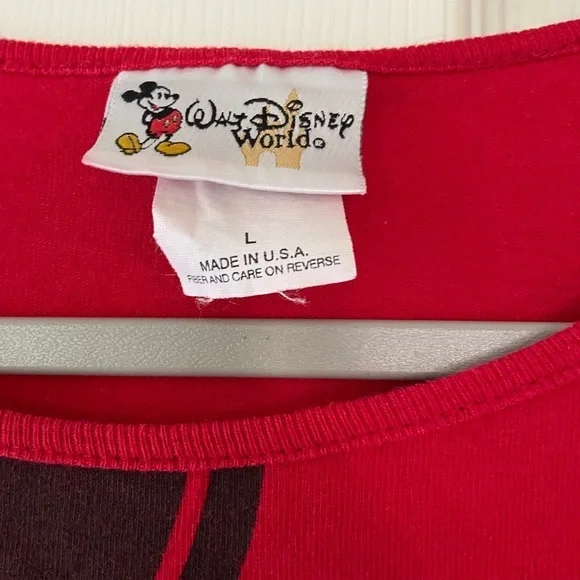 Walt Disney
World®
L
MADE IN U.S.A.
FIBER AND CARE ON REVERSE